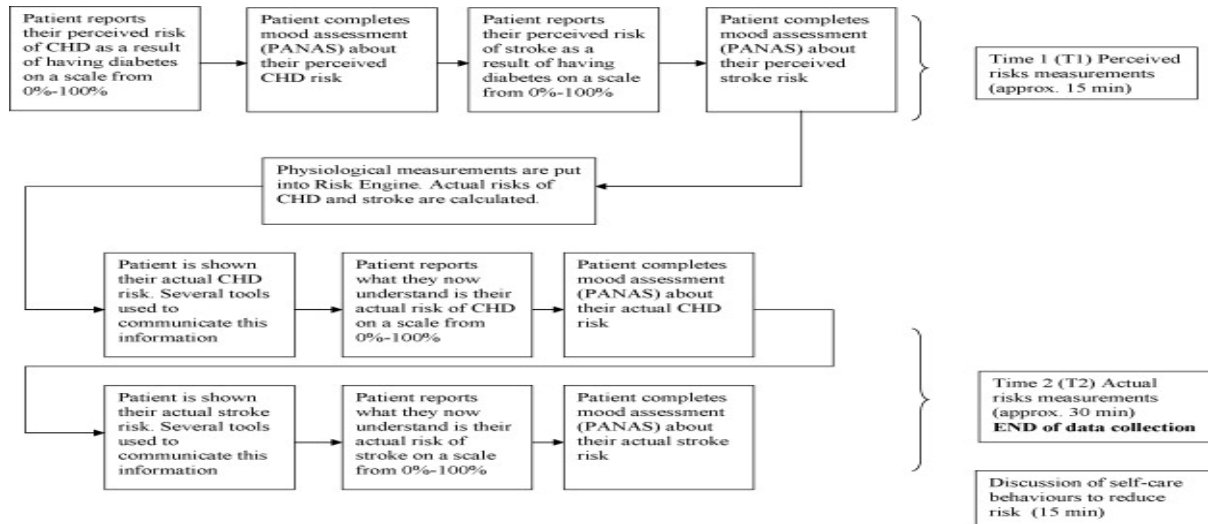 Patient reports
their perceived risk
of CHD as a result
of having diabetes
on a scale from
0%-100%
Patient completes
mood assessment
(PANAS) about
their perceived
CHD risk
Patient reports
their perceived risk
of stroke as a
result of having
diabetes on a scale
from 0%-100%
Patient completes
mood assessment
(PANAS) about
their perceived
stroke risk
Time 1 (T1) Perceived
risks measurements
(approx. 15 min)
Physiological measurements are put
into Risk Engine. Actual risks of
CHD and stroke are calculated.
Patient is shown
their actual CHD
risk. Several tools
used to
communicate this
information
Patient reports
what they now
understand is their
actual risk of CHD
on a scale from
0%-100%
Patient completes
mood assessment
(PANAS) about
their actual CHD
risk
Patient is shown
their actual stroke
risk. Several tools
used to
communicate this
information
Patient reports
what they now
understand is their
actual risk of
stroke on a scale
from 0%-100%
Patient completes
mood assessment
(PANAS) about
their actual stroke
risk
Time 2 (T2) Actual
risks measurements
(approx. 30 min)
END of data collection
Discussion of self-care
behaviours to reduce
risk (15 min)